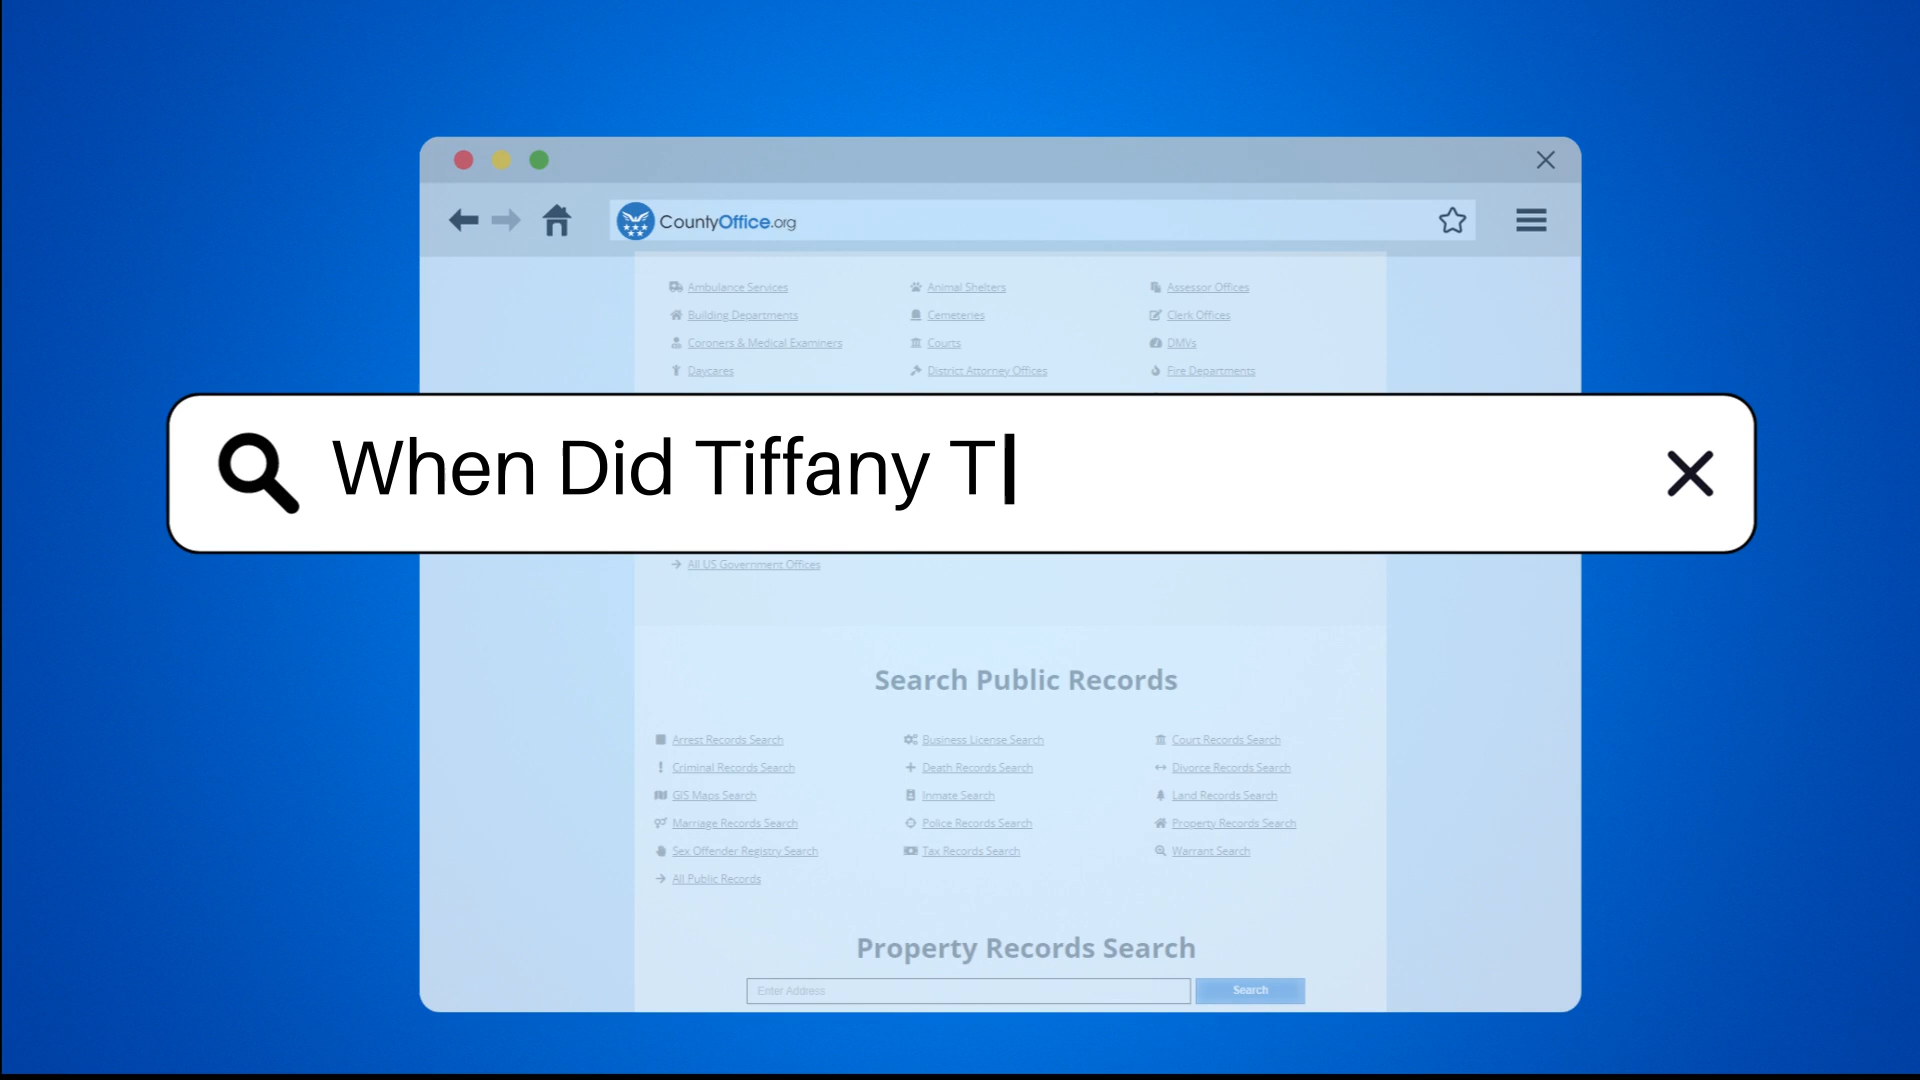 CountyOffice.org
Ambulance Services Animal Shelters Assessor Offices
Building Departments Cemeteries Clerk Offices
Coroners & Medical Examiners Courts DMVs
Daycares District Attorney Offices Fire Departments
When Did Tiffany T
All US Government Offices
Search Public Records
Arrest Records Search Business License Search Court Records Search
Criminal Records Search Death Records Search Divorce Records Search
GIS Maps Search Inmate Search Land Records Search
Marriage Records Search Police Records Search Property Records Search
Sex Offender Registry Search Tax Records Search Warrant Search
All Public Records
Property Records Search
Enter Address Search